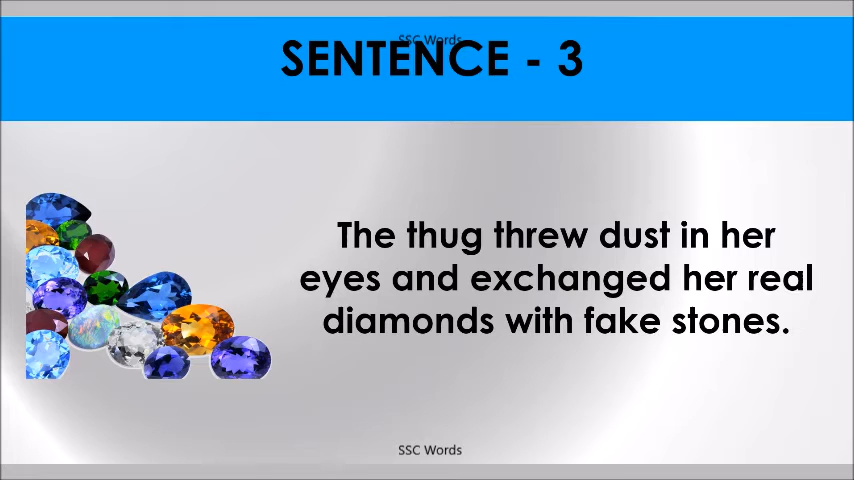 SSC Words
SENTENCE - 3
The thug threw dust in her
eyes and exchanged her real
diamonds with fake stones.
SSC Words